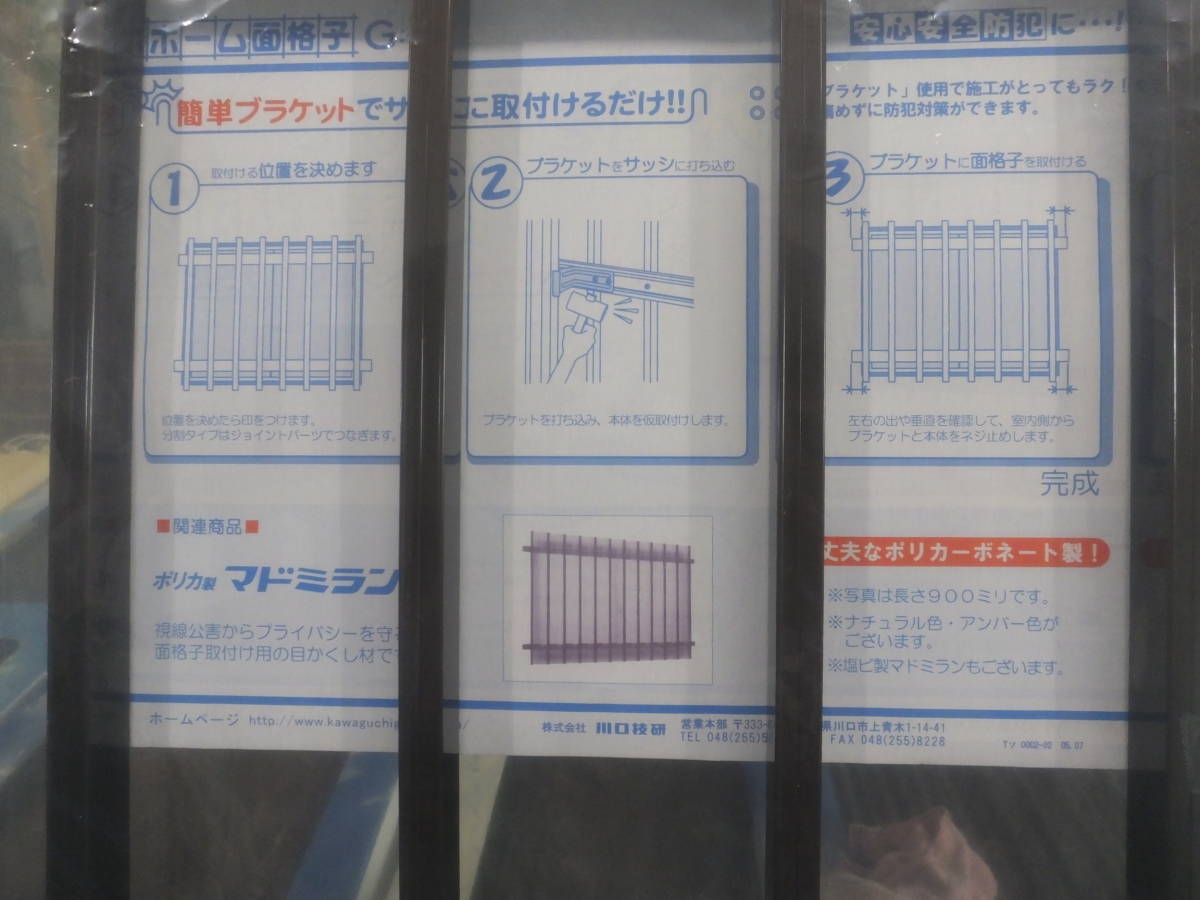 ホーム面格子 G
安心安全防犯に…!
簡単ブラケットでサ
に取付けるだけ!!
ブラケット」使用で施工がとってもラク!
めずに防犯対策ができます。
1 取付ける位置を決めます
位置を決めたら印をつけます。
分割タイプはジョイントパーツでつなぎます。
2 ブラケットをサッシに打ち込む
ブラケットを打ち込み、本体を仮取付けします。
3 ブラケットに面格子を取付ける
左右の出や垂直を確認して、室内側から
ブラケットと本体をネジ止めします。
完成
■関連商品■
ポリカ製 マドミラン
視線公害からプライバシーを守
面格子取付け用の目かくし材で
丈夫なポリカーボネート製!
※写真は長さ900ミリです。
※ナチュラル色・アンバー色が
ございます。
※塩ビ製マドミランもございます。
ホームページ http://www.kawaguchig
株式会社 川口技研
営業本部 〒333-
県川口市上青木1-14-41
TEL 048(255)5
FAX 048(255)8228
Tソ 0002-02 05.07